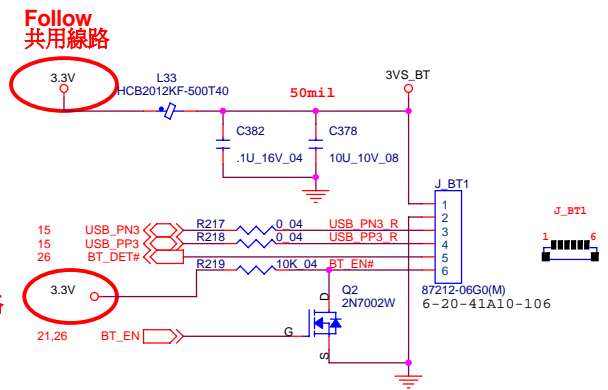 Follow
共用線路
3.3V
L33
HCB2012KF-500T40
50mil
3VS_BT
C382
.1U_16V_04
C378
10U_10V_08
J_BT1
1
2
3
4
5
6
J_BT1
1 6
15 USB_PN3 R217 0_04 USB_PN3_R
15 USB_PP3 R218 0_04 USB_PP3_R
26 BT_DET#
R219 10K_04 BT_EN#
3.3V
Q2
2N7002W
D
G
S
87212-06G0(M)
6-20-41A10-106
21,26 BT_EN